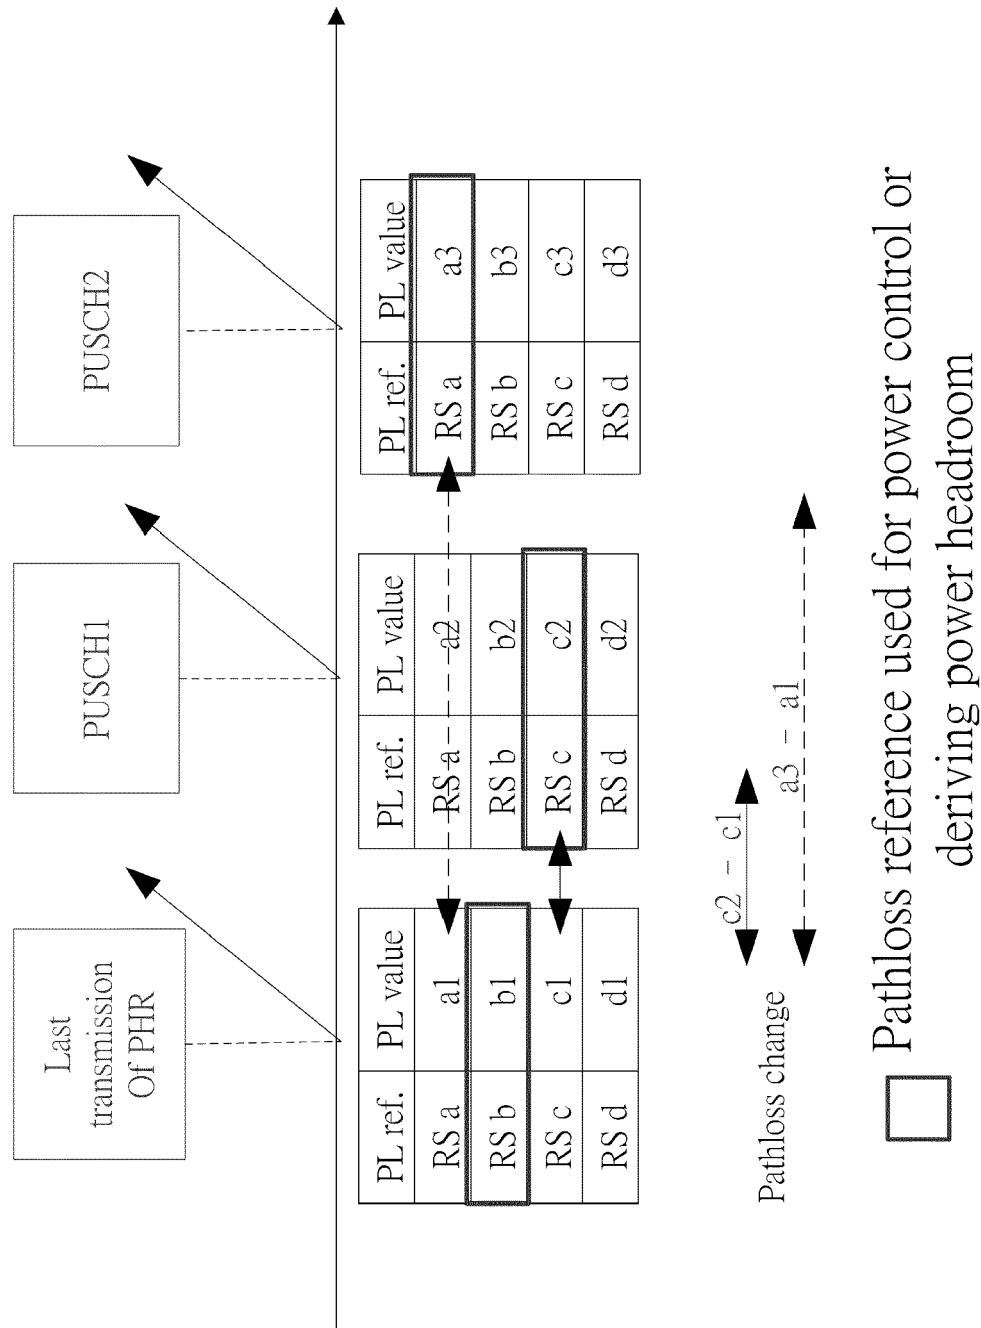 Last
transmission
Of PHR
PUSCH1
PUSCH2
PL ref. PL value
RS a a1
RS b b1
RS c c1
RS d d1
PL ref. PL value
RS a a2
RS b b2
RS c c2
RS d d2
PL ref. PL value
RS a a3
RS b b3
RS c c3
RS d d3
Pathloss change
c2 - c1
a3 - a1
Pathloss reference used for power control or
deriving power headroom